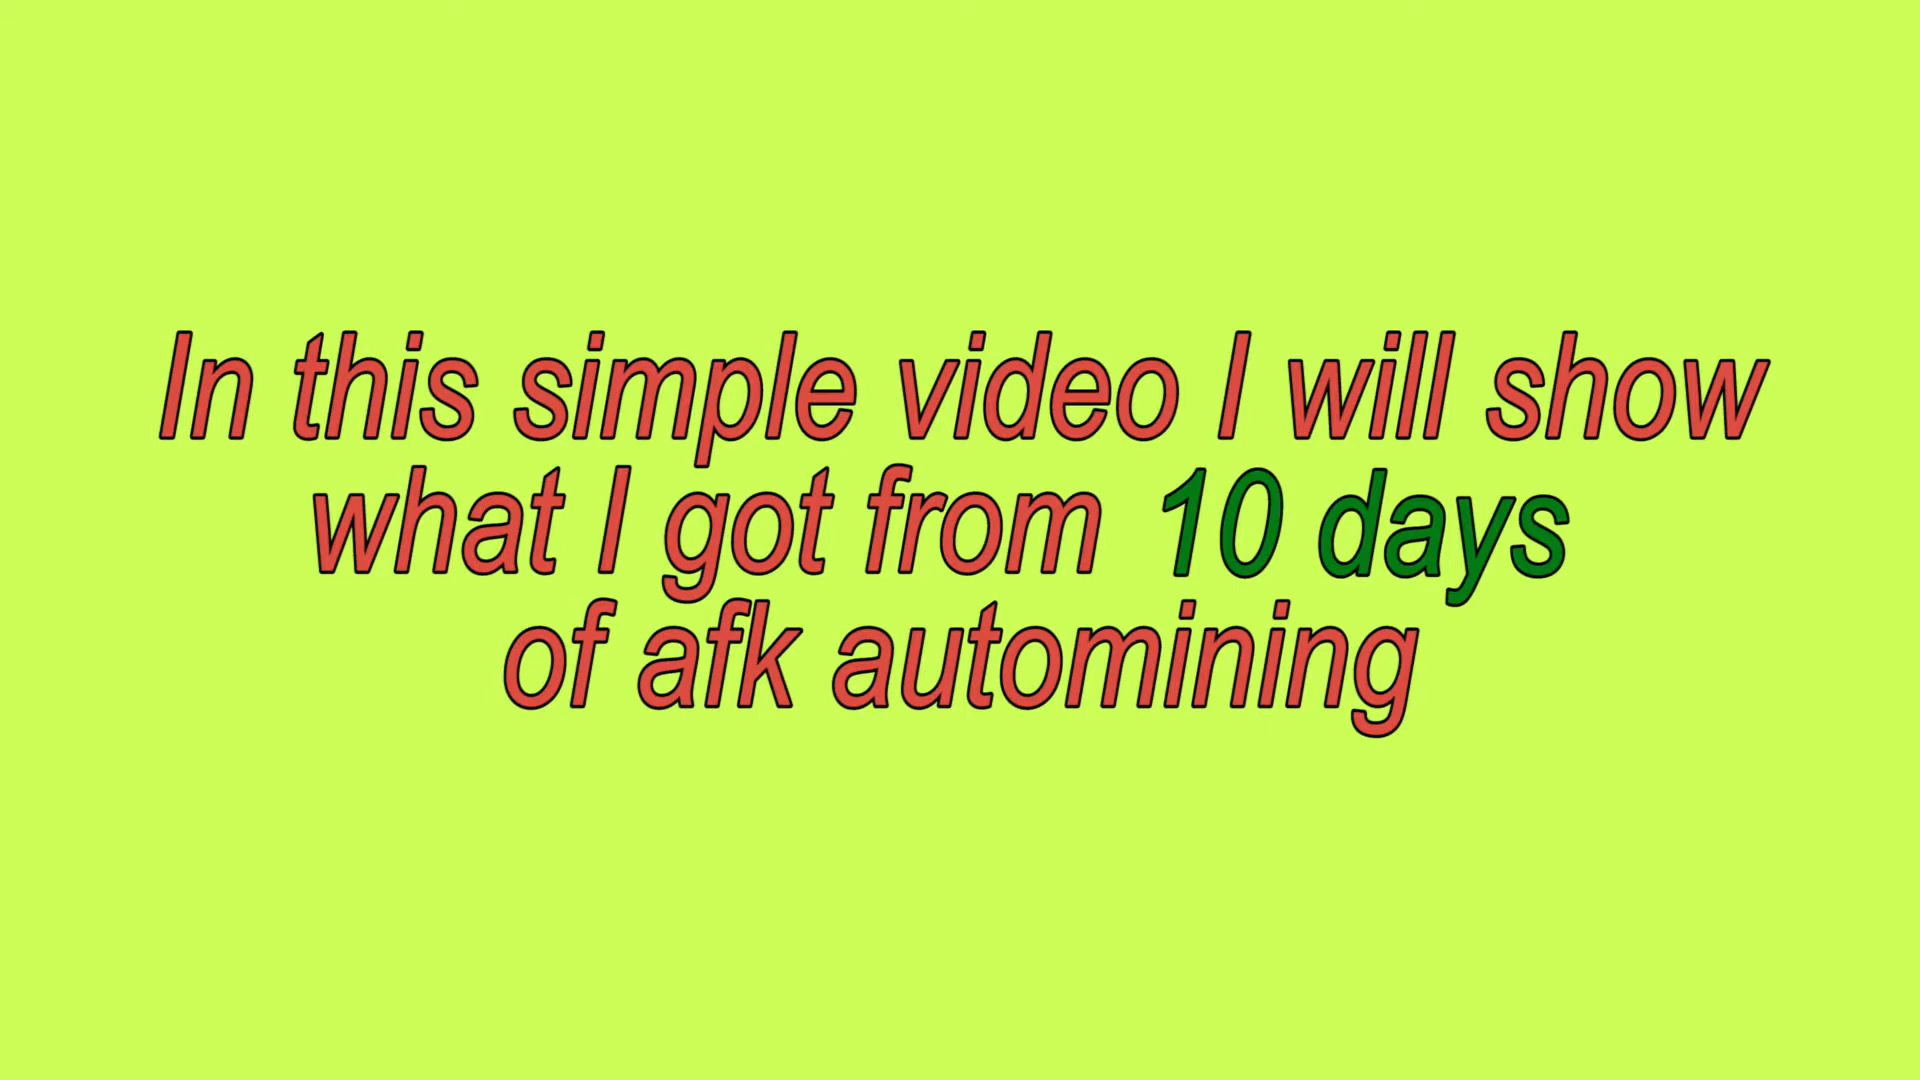 In this simple video I will show
what I got from 10 days
of afk automining